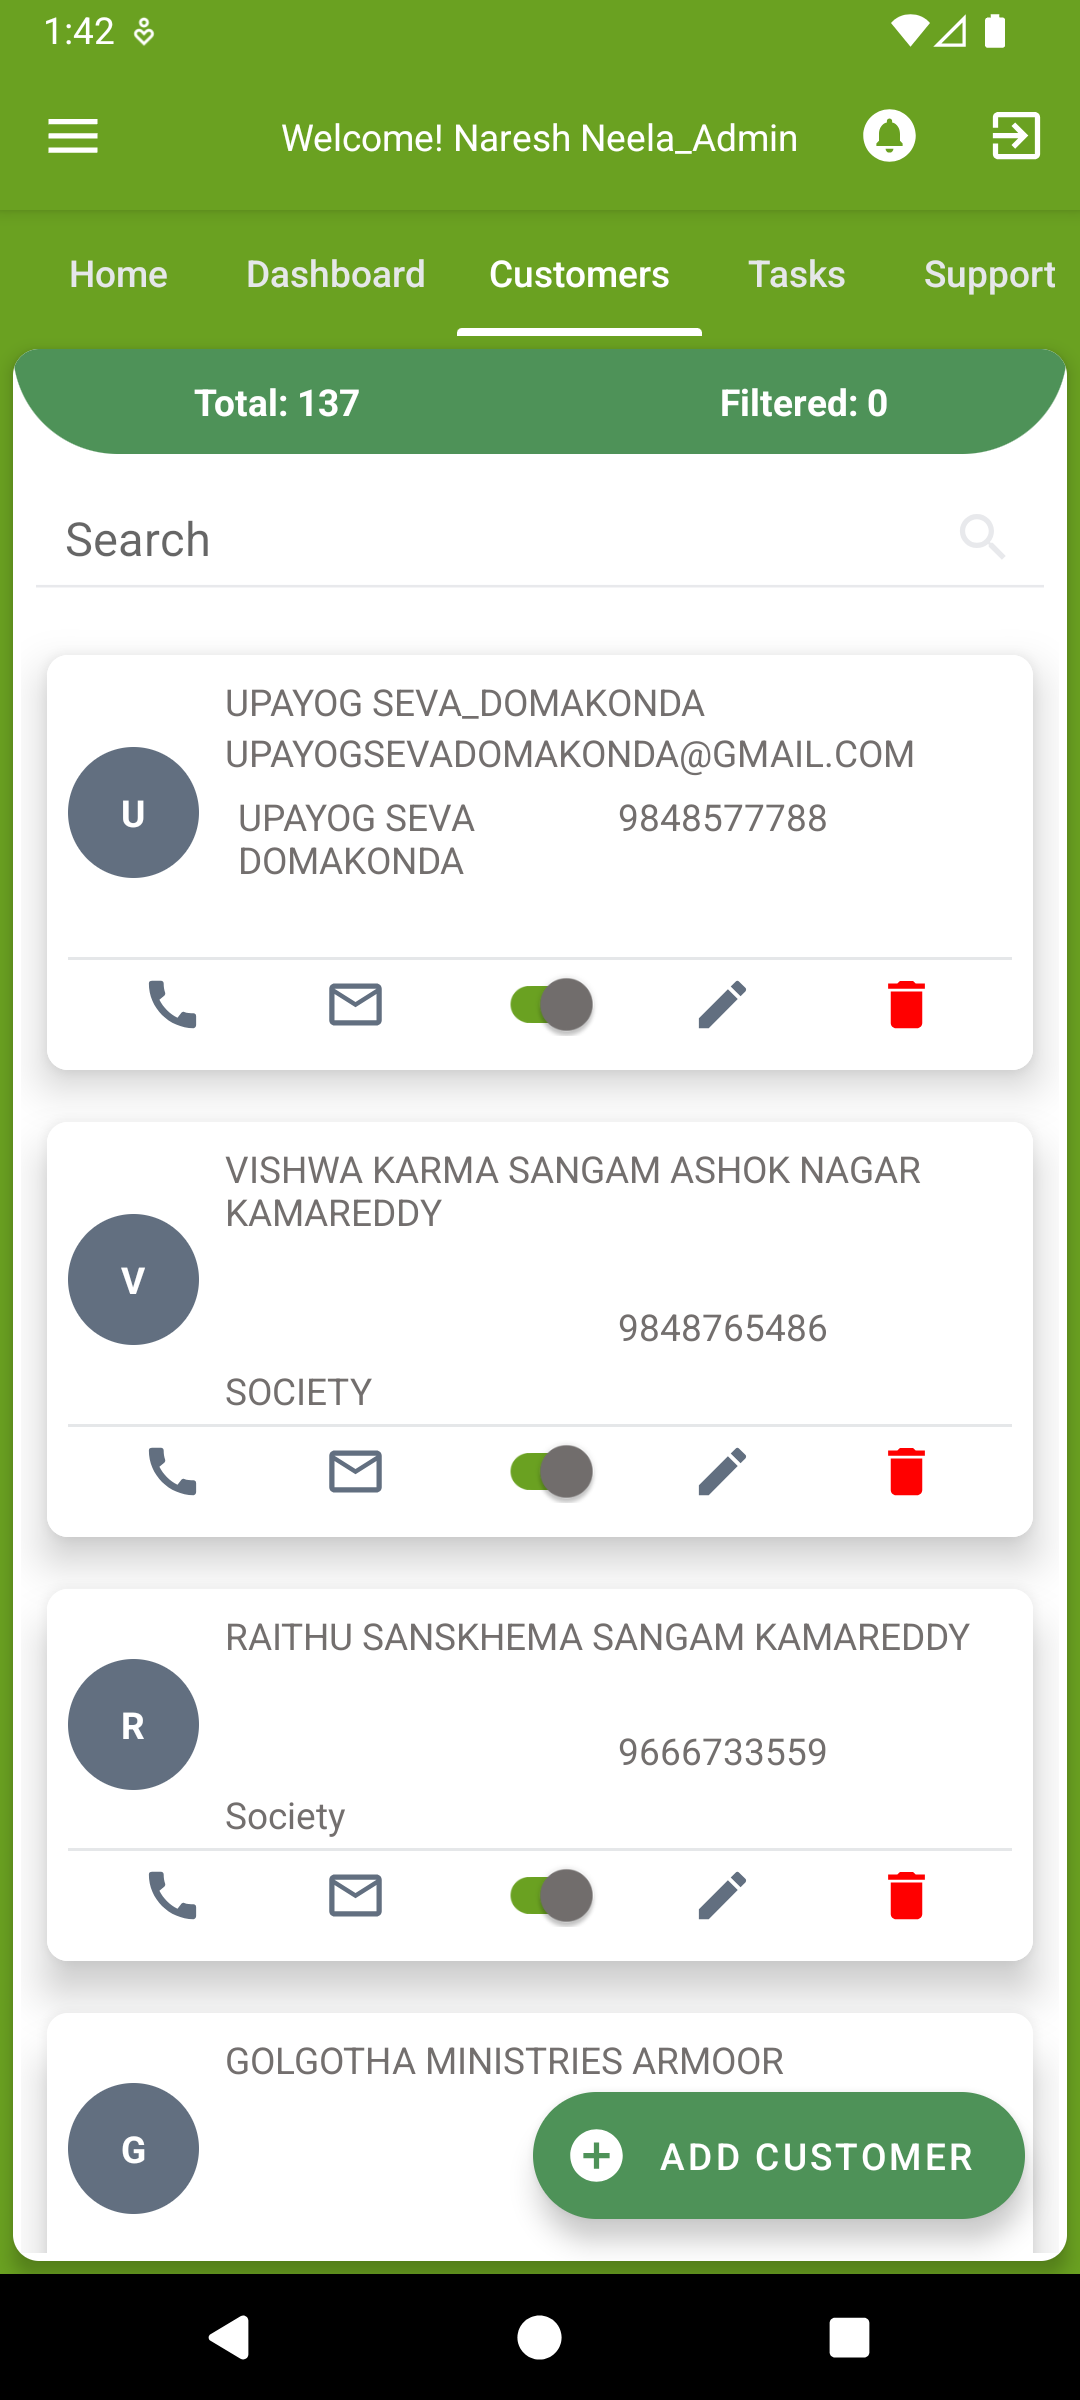 1:42
Welcome! Naresh Neela_Admin
Home Dashboard Customers Tasks Support
Total: 137 Filtered: 0
Search
UPAYOG SEVA_DOMAKONDA
UPAYOGSEVADOMAKONDA@GMAIL.COM
U
UPAYOG SEVA 9848577788
DOMAKONDA
VISHWA KARMA SANGAM ASHOK NAGAR
KAMAREDDY
V
9848765486
SOCIETY
RAITHU SANSKHEMA SANGAM KAMAREDDY
R
9666733559
Society
GOLGOTHA MINISTRIES ARMOOR
G
ADD CUSTOMER